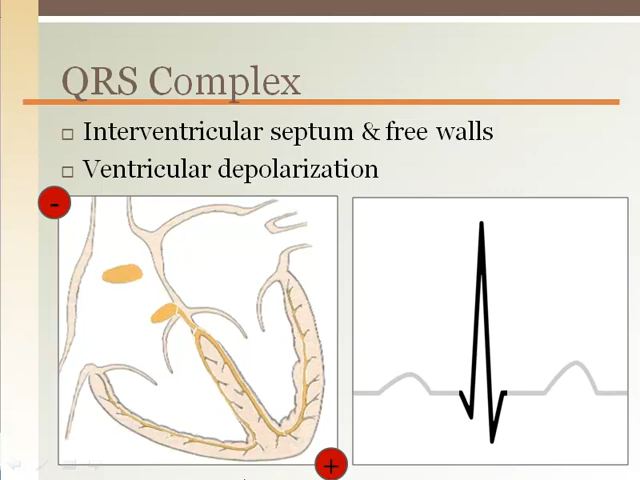 QRS Complex
Interventricular septum & free walls
Ventricular depolarization
-
+